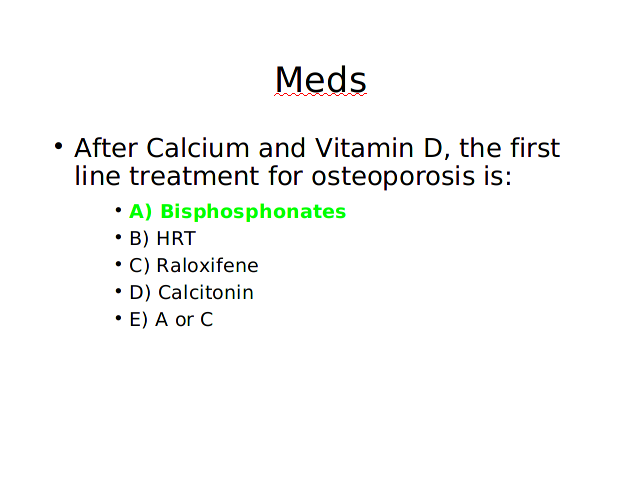 Meds
• After Calcium and Vitamin D, the first
line treatment for osteoporosis is:
• A) Bisphosphonates
• B) HRT
• C) Raloxifene
• D) Calcitonin
• E) A or C